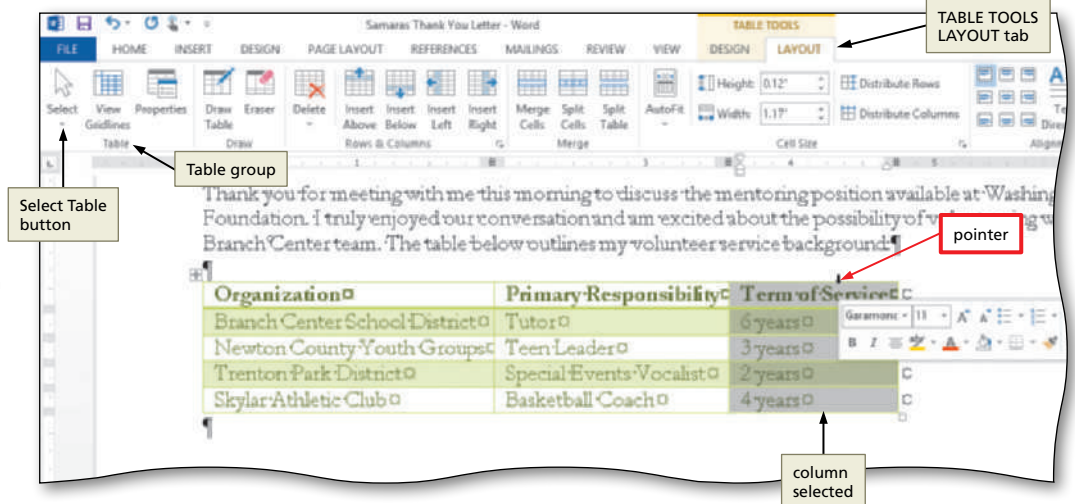 Samaras Thank You Letter - Word
TABLE TOOLS
TABLE TOOLS
LAYOUT tab
FILE HOME INSERT DESIGN PAGE LAYOUT REFERENCES MAILINGS REVIEW VIEW DESIGN LAYOUT
Select View Gridlines Properties Draw Table Eraser Delete Insert Above Insert Below Insert Left Insert Right Merge Cells Split Cells Split Table AutoFit
Height: 0.12" Distribute Rows
Width: 1.17" Distribute Columns
Table Draw Rows & Columns Merge Cell Size
Table group
Select Table
button
Thank you for meeting with me this morning to discuss the mentoring position available at Washing
Foundation. I truly enjoyed our conversation and am excited about the possibility of
Branch Center team. The table below outlines my volunteer service background:¶
pointer
¶
Organization¤ Primary Responsibility¤ Term of Service¤
Branch Center School District¤ Tutor¤ 6 years¤
Newton County Youth Groups¤ Teen Leader¤ 3 years¤
Trenton Park District¤ Special Events Vocalist¤ 2 years¤
Skylar Athletic Club¤ Basketball Coach¤ 4 years¤
Garamond 11
B I
¶
column
selected